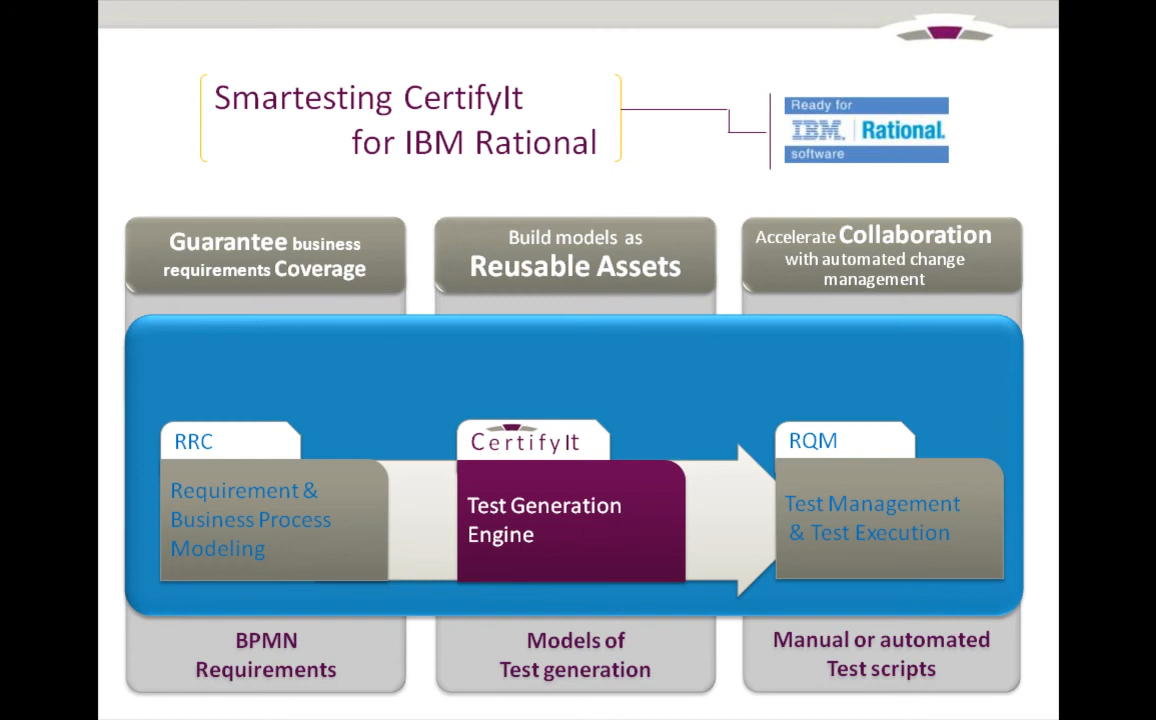 Smartesting CertifyIt
for IBM Rational
Ready for
IBM. Rational.
software
Guarantee business
requirements Coverage
Build models as
Reusable Assets
Accelerate Collaboration
with automated change
management
RRC
Requirement &
Business Process
Modeling
CertifyIt
Test Generation
Engine
RQM
Test Management
& Test Execution
BPMN
Requirements
Models of
Test generation
Manual or automated
Test scripts